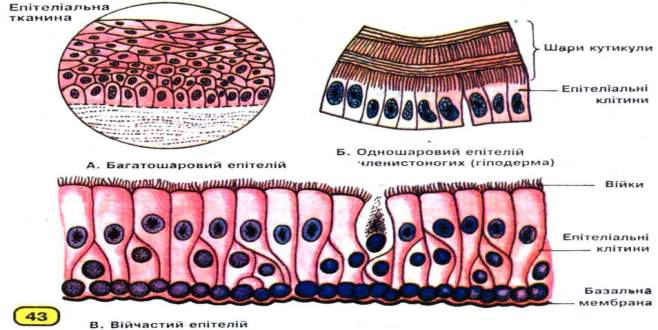 Епітеліальна
тканина
Шари кутикули
Епітеліальні
клітини
А. Багатошаровий епітелій
Б. Одношаровий епітелій
членистоногих (гіподерма)
Війки
Епітеліальні
клітини
Базальна
мембрана
43
В. Війчастий епітелій